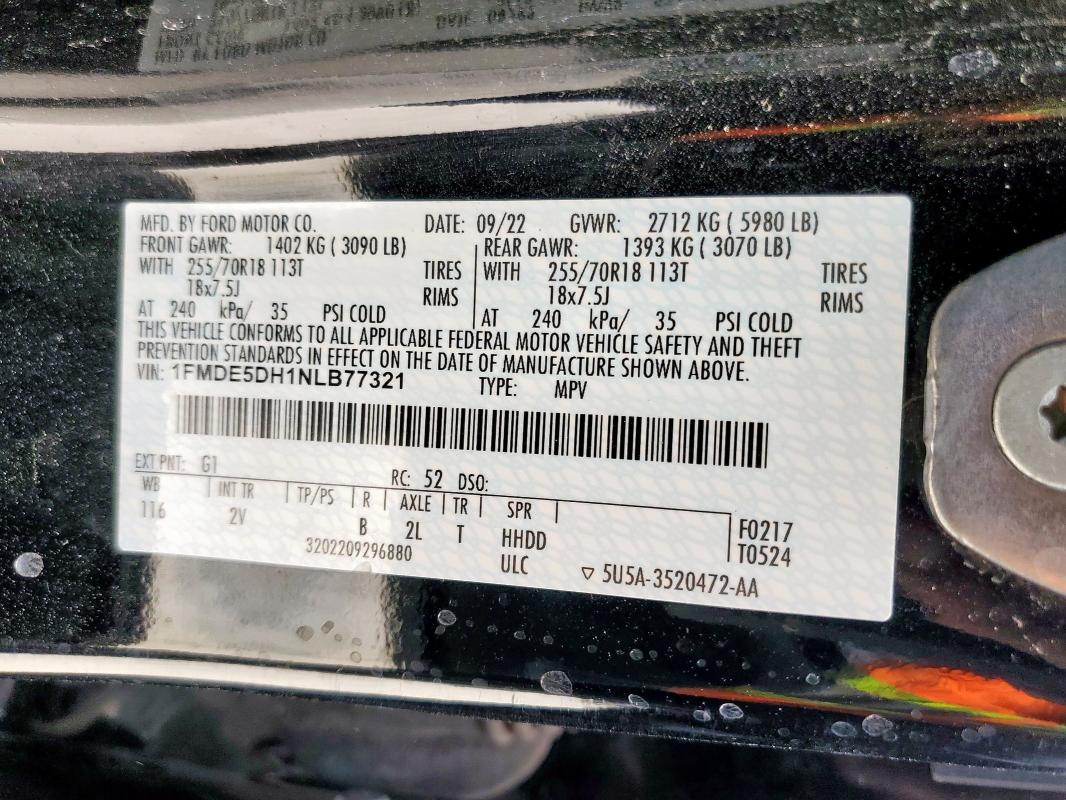 MFD. BY FORD MOTOR CO. DATE: 09/22 GVWR: 2712 KG ( 5980 LB)
FRONT GAWR: 1402 KG ( 3090 LB) REAR GAWR: 1393 KG ( 3070 LB)
WITH 255/70R18 113T TIRES WITH 255/70R18 113T TIRES
18x7.5J RIMS 18x7.5J RIMS
AT 240 kPa/ 35 PSI COLD AT 240 kPa/ 35 PSI COLD
THIS VEHICLE CONFORMS TO ALL APPLICABLE FEDERAL MOTOR VEHICLE SAFETY AND THEFT
PREVENTION STANDARDS IN EFFECT ON THE DATE OF MANUFACTURE SHOWN ABOVE.
VIN: 1FMDE5DH1NLB77321 TYPE: MPV
EXT PNT: G1 RC: 52 DSO:
WB INT TR TP/PS R AXLE TR SPR
116 2V B 2L T HHDD F0217
3202209296880 ULC T0524
▽ 5U5A-3520472-AA